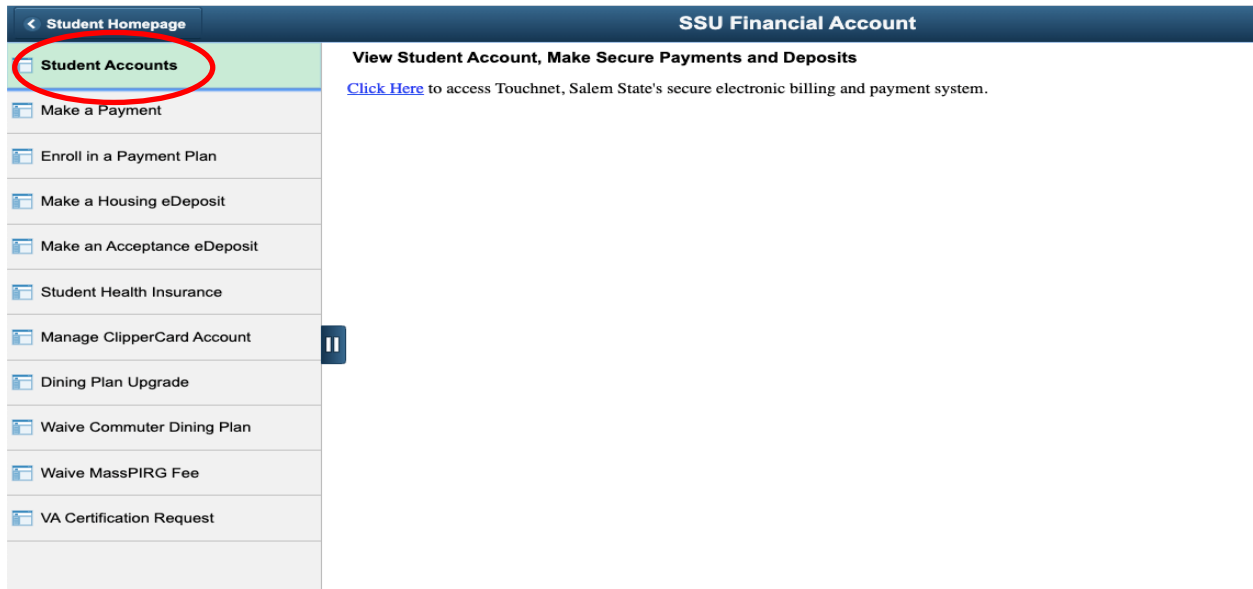 Student Homepage
SSU Financial Account
Student Accounts
Make a Payment
Enroll in a Payment Plan
Make a Housing eDeposit
Make an Acceptance eDeposit
Student Health Insurance
Manage ClipperCard Account
Dining Plan Upgrade
Waive Commuter Dining Plan
Waive MassPIRG Fee
VA Certification Request
View Student Account, Make Secure Payments and Deposits
Click Here to access Touchnet, Salem State's secure electronic billing and payment system.